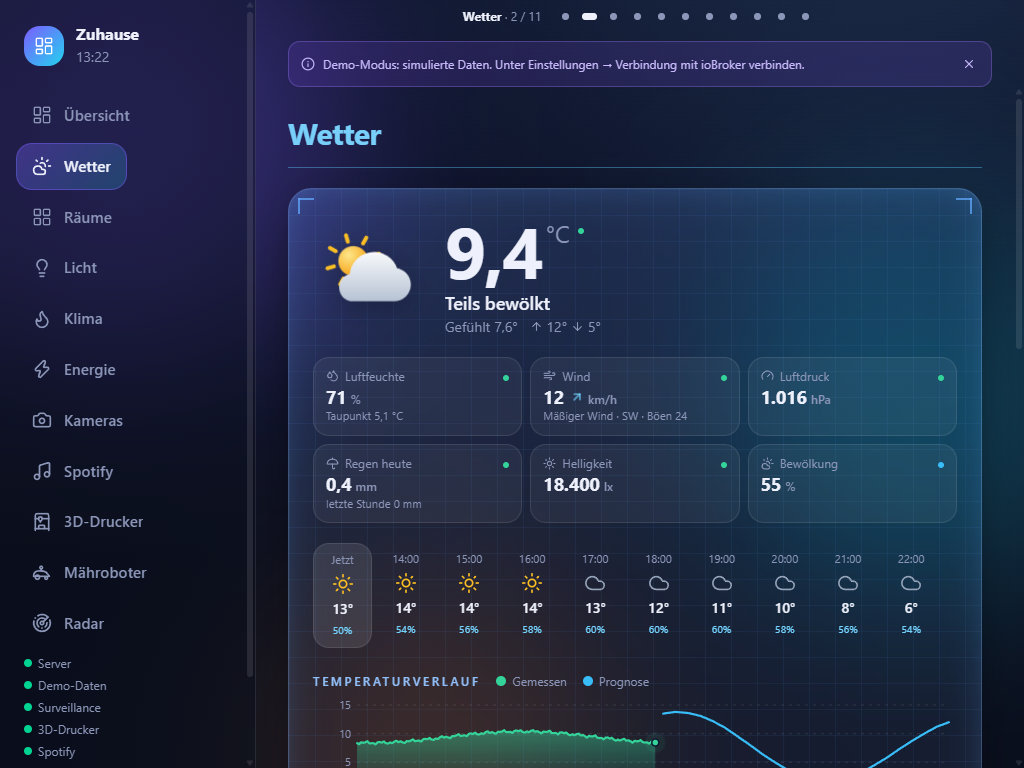 Zuhause
13:22
Übersicht
Wetter
Räume
Licht
Klima
Energie
Kameras
Spotify
3D-Drucker
Mähroboter
Radar
Server
Demo-Daten
Surveillance
3D-Drucker
Spotify
Wetter · 2 / 11
Demo-Modus: simulierte Daten. Unter Einstellungen → Verbindung mit ioBroker verbinden.
Wetter
9,4 °C
Teils bewölkt
Gefühlt 7,6° ↑ 12° ↓ 5°
Luftfeuchte
71 %
Taupunkt 5,1 °C
Wind
12 ↗ km/h
Mäßiger Wind · SW · Böen 24
Luftdruck
1.016 hPa
Regen heute
0,4 mm
letzte Stunde 0 mm
Helligkeit
18.400 lx
Bewölkung
55 %
Jetzt 14:00 15:00 16:00 17:00 18:00 19:00 20:00 21:00 22:00
13° 14° 14° 14° 13° 12° 11° 10° 8° 6°
50% 54% 56% 58% 60% 60% 60% 58% 56% 54%
TEMPERATURVERLAUF Gemessen Prognose
15
10
5